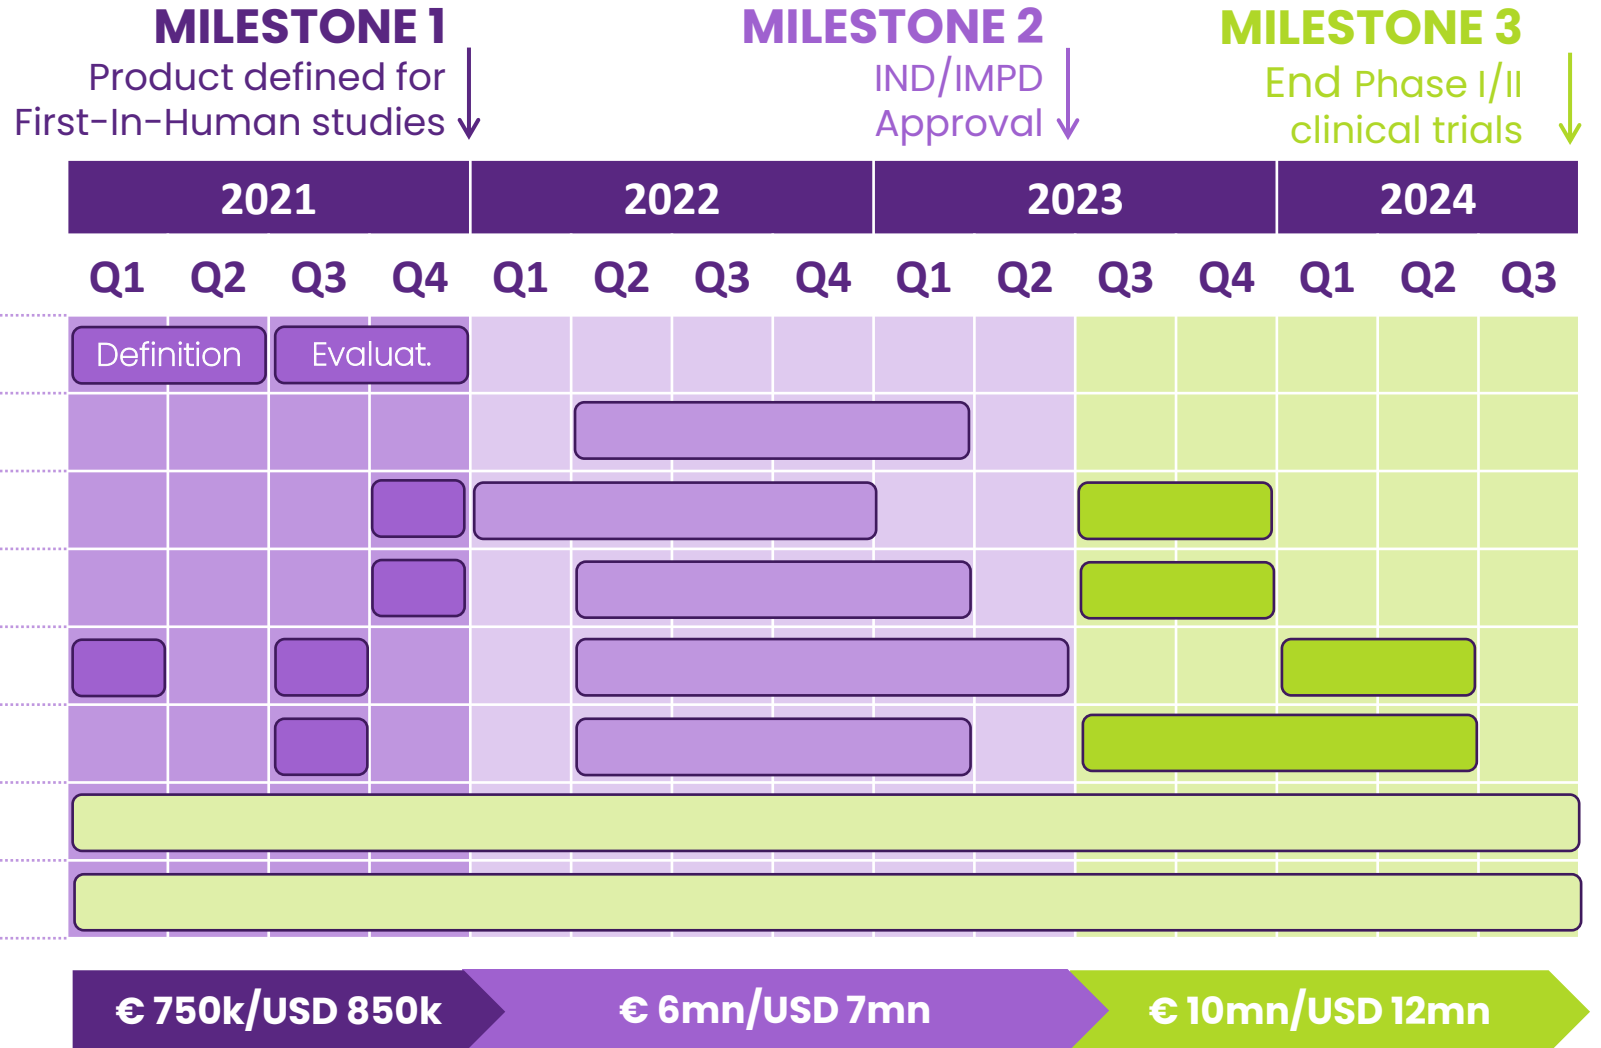 MILESTONE 1
Product defined for
First-In-Human studies
MILESTONE 2
IND/IMPD
Approval
MILESTONE 3
End Phase I/II
clinical trials
2021 2022 2023 2024
Q1 Q2 Q3 Q4 Q1 Q2 Q3 Q4 Q1 Q2 Q3 Q4 Q1 Q2 Q3
Definition Evaluat.
€ 750k/USD 850k € 6mn/USD 7mn € 10mn/USD 12mn